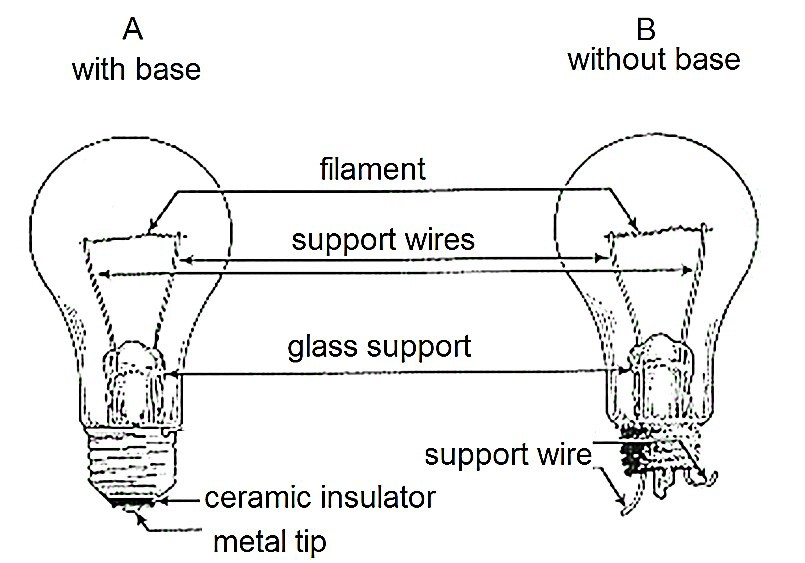 A
with base
B
without base
filament
support wires
glass support
support wire
ceramic insulator
metal tip